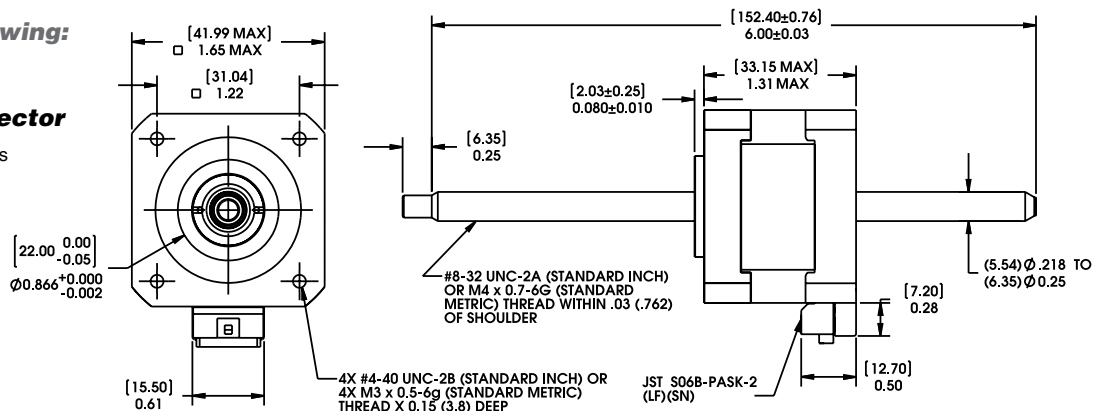 wing:
ector
s
[41.99 MAX]
□ 1.65 MAX
[31.04]
□ 1.22
[22.00 0.00 -0.05]
Ø0.866 +0.000 -0.002
[15.50]
0.61
4X #4-40 UNC-2B (STANDARD INCH) OR
4X M3 x 0.5-6g (STANDARD METRIC)
THREAD X 0.15 (3.8) DEEP
[152.40±0.76]
6.00±0.03
[33.15 MAX]
1.31 MAX
[2.03±0.25]
0.080±0.010
[6.35]
0.25
#8-32 UNC-2A (STANDARD INCH)
OR M4 x 0.7-6G (STANDARD
METRIC) THREAD WITHIN .03 (.762)
OF SHOULDER
(5.54) Ø .218 TO
(6.35) Ø 0.25
[7.20]
0.28
[12.70]
0.50
JST S06B-PASK-2
(LF)(SN)